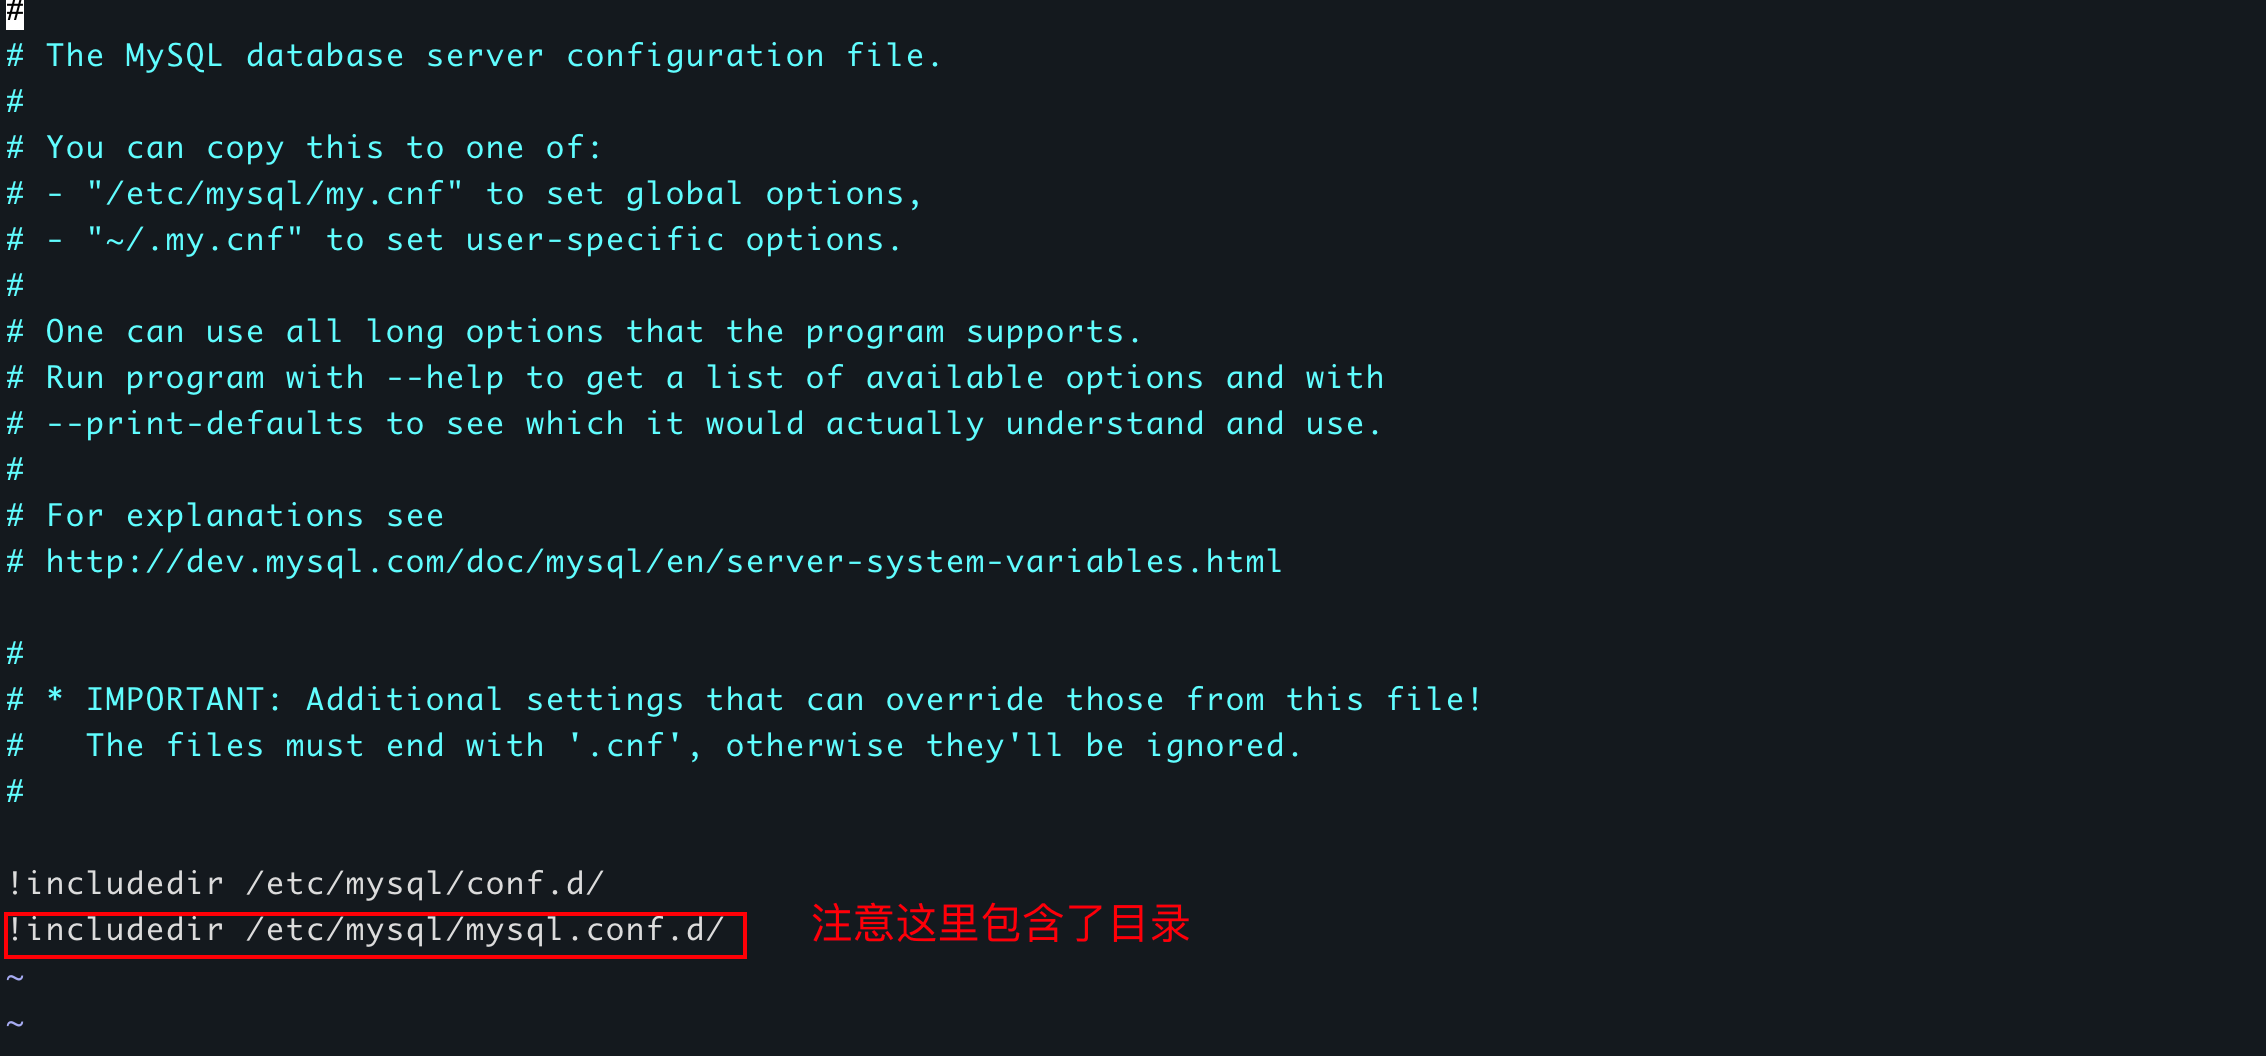 #
# The MySQL database server configuration file.
#
# You can copy this to one of:
# - "/etc/mysql/my.cnf" to set global options,
# - "~/.my.cnf" to set user-specific options.
#
# One can use all long options that the program supports.
# Run program with --help to get a list of available options and with
# --print-defaults to see which it would actually understand and use.
#
# For explanations see
# http://dev.mysql.com/doc/mysql/en/server-system-variables.html

#
# * IMPORTANT: Additional settings that can override those from this file!
#   The files must end with '.cnf', otherwise they'll be ignored.
#

!includedir /etc/mysql/conf.d/
!includedir /etc/mysql/mysql.conf.d/ 注意这里包含了目录
~
~